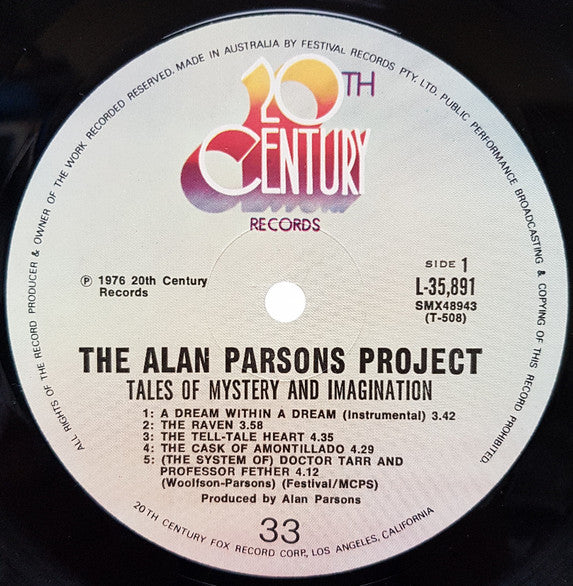 ALL RIGHTS OF THE RECORD PRODUCER & OWNER OF THE WORK RECORDED RESERVED. MADE IN AUSTRALIA BY FESTIVAL RECORDS PTY. LTD. PUBLIC PERFORMANCE BROADCASTING & COPYING OF THIS RECORD PROHIBITED.
20TH
CENTURY
RECORDS
℗ 1976 20th Century
Records
SIDE 1
L-35,891
SMX48943
(T-508)
THE ALAN PARSONS PROJECT
TALES OF MYSTERY AND IMAGINATION
1: A DREAM WITHIN A DREAM (Instrumental) 3.42
2: THE RAVEN 3.58
3: THE TELL-TALE HEART 4.35
4: THE CASK OF AMONTILLADO 4.29
5: (THE SYSTEM OF) DOCTOR TARR AND
PROFESSOR FETHER 4.12
(Woolfson-Parsons) (Festival/MCPS)
Produced by Alan Parsons
33
20TH CENTURY FOX RECORD CORP, LOS ANGELES, CALIFORNIA